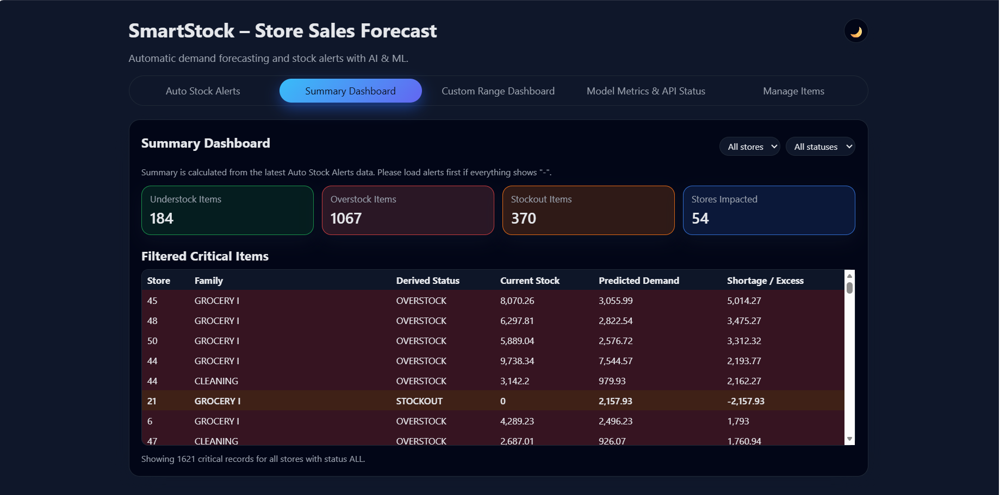 SmartStock – Store Sales Forecast
Automatic demand forecasting and stock alerts with AI & ML.
Auto Stock Alerts Summary Dashboard Custom Range Dashboard Model Metrics & API Status Manage Items
Summary Dashboard
All stores All statuses
Summary is calculated from the latest Auto Stock Alerts data. Please load alerts first if everything shows "-".
Understock Items Overstock Items Stockout Items Stores Impacted
184 1067 370 54
Filtered Critical Items
Store Family Derived Status Current Stock Predicted Demand Shortage / Excess
45 GROCERY I OVERSTOCK 8,070.26 3,055.99 5,014.27
48 GROCERY I OVERSTOCK 6,297.81 2,822.54 3,475.27
50 GROCERY I OVERSTOCK 5,889.04 2,576.72 3,312.32
44 GROCERY I OVERSTOCK 9,738.34 7,544.57 2,193.77
44 CLEANING OVERSTOCK 3,142.2 979.93 2,162.27
21 GROCERY I STOCKOUT 0 2,157.93 -2,157.93
6 GROCERY I OVERSTOCK 4,289.23 2,496.23 1,793
47 CLEANING OVERSTOCK 2,687.01 926.07 1,760.94
Showing 1621 critical records for all stores with status ALL.